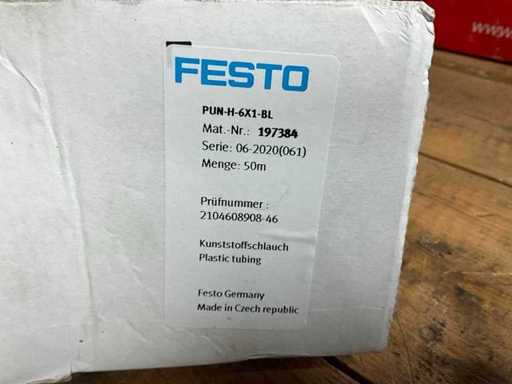 FESTO
PUN-H-6X1-BL
Mat.-Nr.: 197384
Serie: 06-2020(061)
Menge: 50m
Prüfnummer :
2104608908-46
Kunststoffschlauch
Plastic tubing
Festo Germany
Made in Czech republic
www.